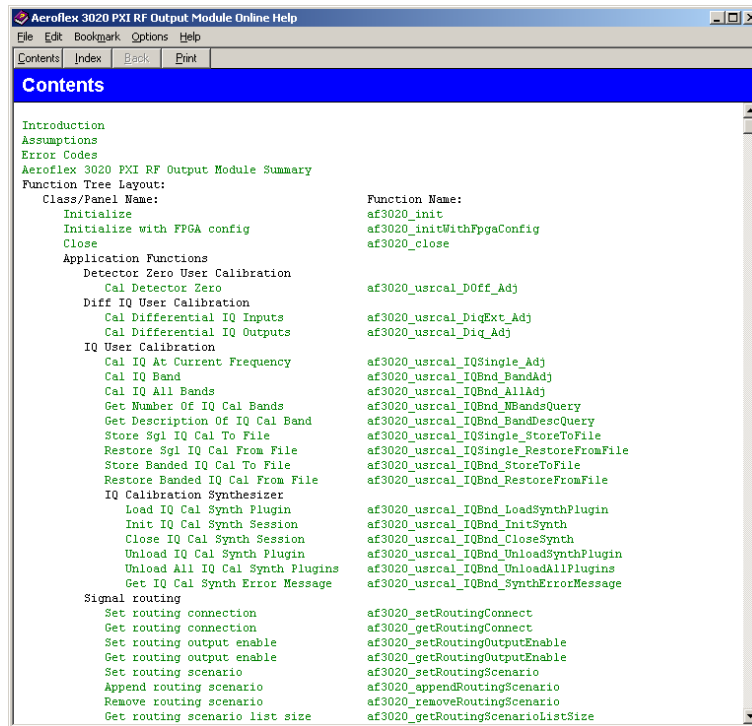 Aeroflex 3020 PXI RF Output Module Online Help
File Edit Bookmark Options Help
Contents Index Back Print
Contents
Introduction
Assumptions
Error Codes
Aeroflex 3020 PXI RF Output Module Summary
Function Tree Layout:
Class/Panel Name: Function Name:
Initialize af3020_init
Initialize with FPGA config af3020_initWithFpgaConfig
Close af3020_close
Application Functions
Detector Zero User Calibration
Cal Detector Zero af3020_usrcal_DOff_Adj
Diff IQ User Calibration
Cal Differential IQ Inputs af3020_usrcal_DiqExt_Adj
Cal Differential IQ Outputs af3020_usrcal_Diq_Adj
IQ User Calibration
Cal IQ At Current Frequency af3020_usrcal_IQSingle_Adj
Cal IQ Band af3020_usrcal_IQBnd_BandAdj
Cal IQ All Bands af3020_usrcal_IQBnd_AllAdj
Get Number Of IQ Cal Bands af3020_usrcal_IQBnd_NBandsQuery
Get Description Of IQ Cal Band af3020_usrcal_IQBnd_BandDescQuery
Store Sgl IQ Cal To File af3020_usrcal_IQSingle_StoreToFile
Restore Sgl IQ Cal From File af3020_usrcal_IQSingle_RestoreFromFile
Store Banded IQ Cal To File af3020_usrcal_IQBnd_StoreToFile
Restore Banded IQ Cal From File af3020_usrcal_IQBnd_RestoreFromFile
IQ Calibration Synthesizer
Load IQ Cal Synth Plugin af3020_usrcal_IQBnd_LoadSynthPlugin
Init IQ Cal Synth Session af3020_usrcal_IQBnd_InitSynth
Close IQ Cal Synth Session af3020_usrcal_IQBnd_CloseSynth
Unload IQ Cal Synth Plugin af3020_usrcal_IQBnd_UnloadSynthPlugin
Unload All IQ Cal Synth Plugins af3020_usrcal_IQBnd_UnloadAllPlugins
Get IQ Cal Synth Error Message af3020_usrcal_IQBnd_SynthErrorMessage
Signal routing
Set routing connection af3020_setRoutingConnect
Get routing connection af3020_getRoutingConnect
Set routing output enable af3020_setRoutingOutputEnable
Get routing output enable af3020_getRoutingOutputEnable
Set routing scenario af3020_setRoutingScenario
Append routing scenario af3020_appendRoutingScenario
Remove routing scenario af3020_removeRoutingScenario
Get routing scenario list size af3020_getRoutingScenarioListSize